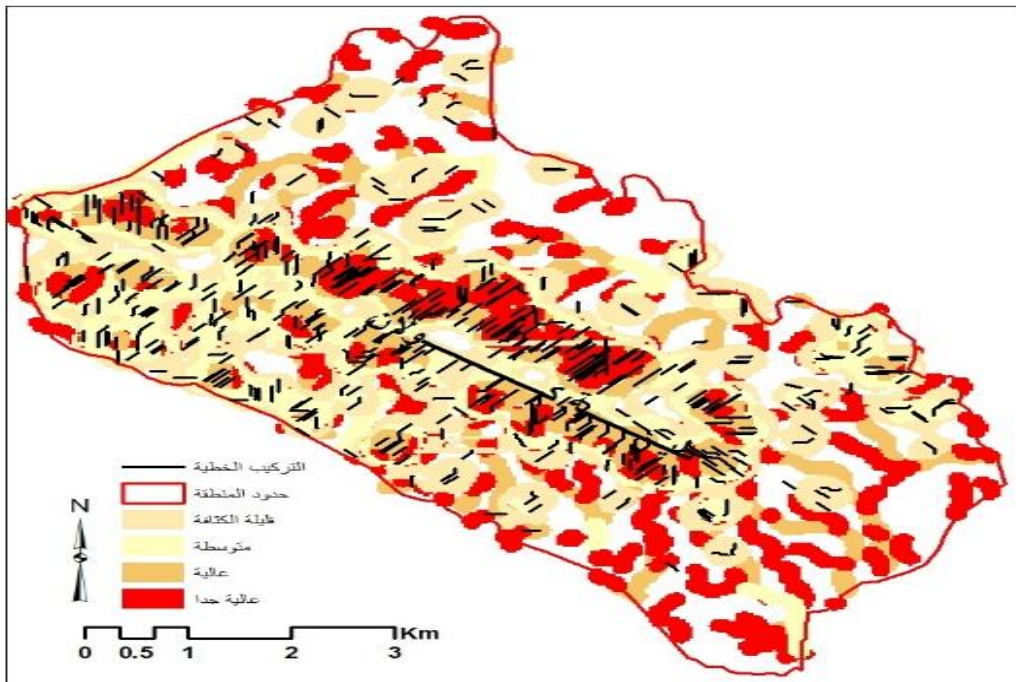 التركيب الخطية
حدود المنطقة
قليلة الكثافة
متوسطة
عالية
عالية جدا
N
Km
0 0.5 1 2 3